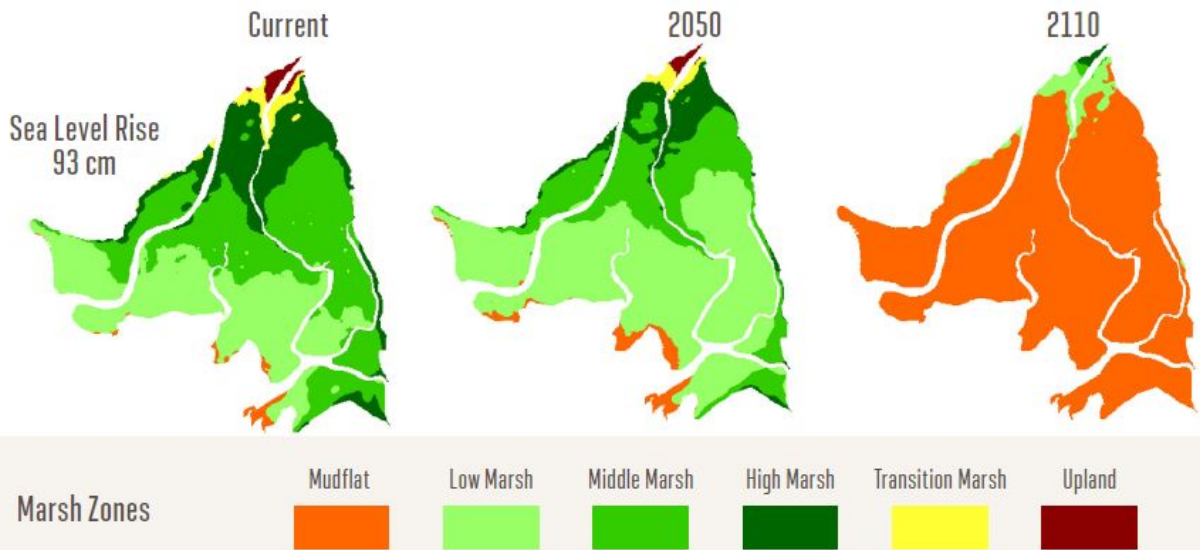 Current
2050
2110
Sea Level Rise
93 cm
Marsh Zones
Mudflat
Low Marsh
Middle Marsh
High Marsh
Transition Marsh
Upland